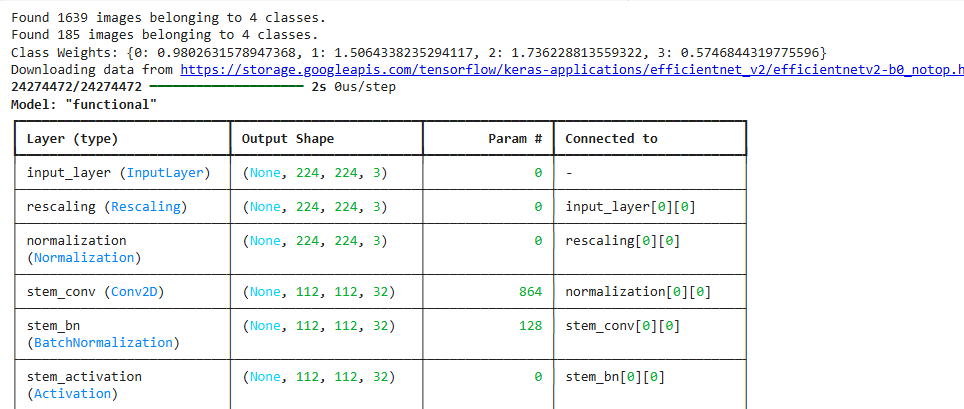 Found 1639 images belonging to 4 classes.
Found 185 images belonging to 4 classes.
Class Weights: {0: 0.9802631578947368, 1: 1.5064338235294117, 2: 1.736228813559322, 3: 0.5746844319775596}
Downloading data from https://storage.googleapis.com/tensorflow/keras-applications/efficientnet_v2/efficientnetv2-b0_notop.h
24274472/24274472 2s 0us/step
Model: "functional"
Layer (type) Output Shape Param # Connected to
input_layer (InputLayer) (None, 224, 224, 3) 0 -
rescaling (Rescaling) (None, 224, 224, 3) 0 input_layer[0][0]
normalization (None, 224, 224, 3) 0 rescaling[0][0]
(Normalization)
stem_conv (Conv2D) (None, 112, 112, 32) 864 normalization[0][0]
stem_bn (None, 112, 112, 32) 128 stem_conv[0][0]
(BatchNormalization)
stem_activation (None, 112, 112, 32) 0 stem_bn[0][0]
(Activation)